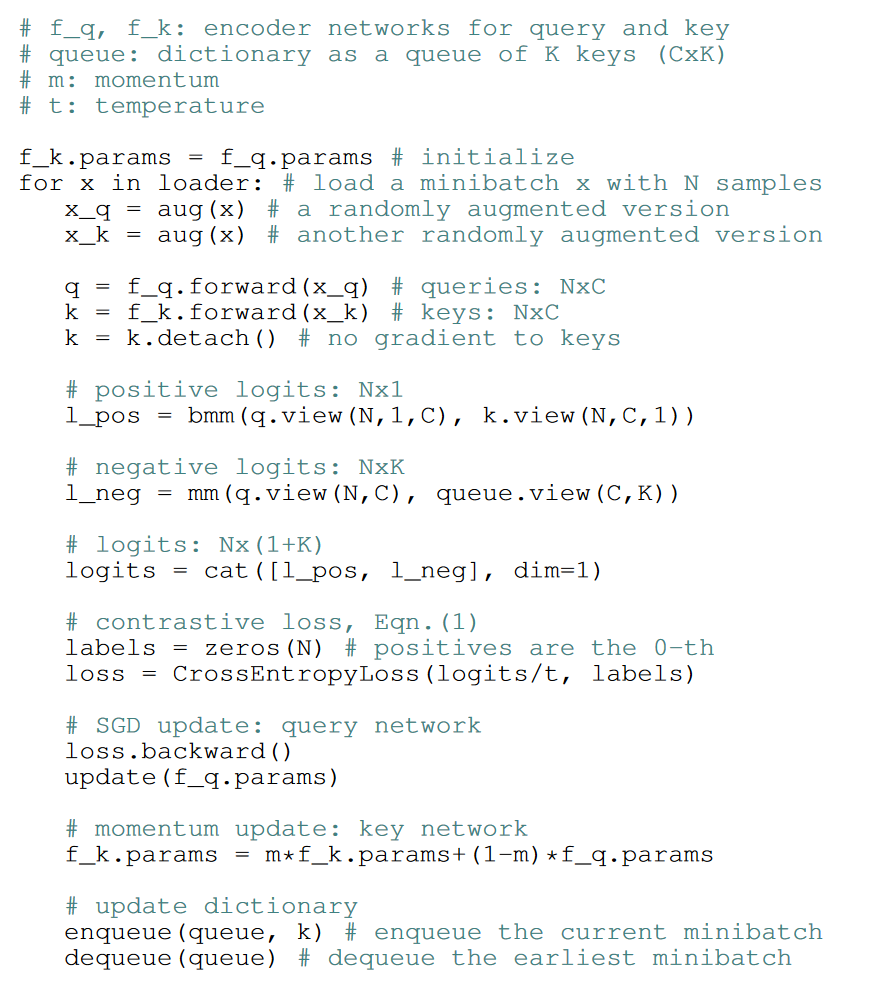 # f_q, f_k: encoder networks for query and key
# queue: dictionary as a queue of K keys (CxK)
# m: momentum
# t: temperature

f_k.params = f_q.params # initialize
for x in loader: # load a minibatch x with N samples
   x_q = aug(x) # a randomly augmented version
   x_k = aug(x) # another randomly augmented version

   q = f_q.forward(x_q) # queries: NxC
   k = f_k.forward(x_k) # keys: NxC
   k = k.detach() # no gradient to keys

   # positive logits: Nx1
   l_pos = bmm(q.view(N,1,C), k.view(N,C,1))

   # negative logits: NxK
   l_neg = mm(q.view(N,C), queue.view(C,K))

   # logits: Nx(1+K)
   logits = cat([l_pos, l_neg], dim=1)

   # contrastive loss, Eqn.(1)
   labels = zeros(N) # positives are the 0-th
   loss = CrossEntropyLoss(logits/t, labels)

   # SGD update: query network
   loss.backward()
   update(f_q.params)

   # momentum update: key network
   f_k.params = m*f_k.params+(1-m)*f_q.params

   # update dictionary
   enqueue(queue, k) # enqueue the current minibatch
   dequeue(queue) # dequeue the earliest minibatch